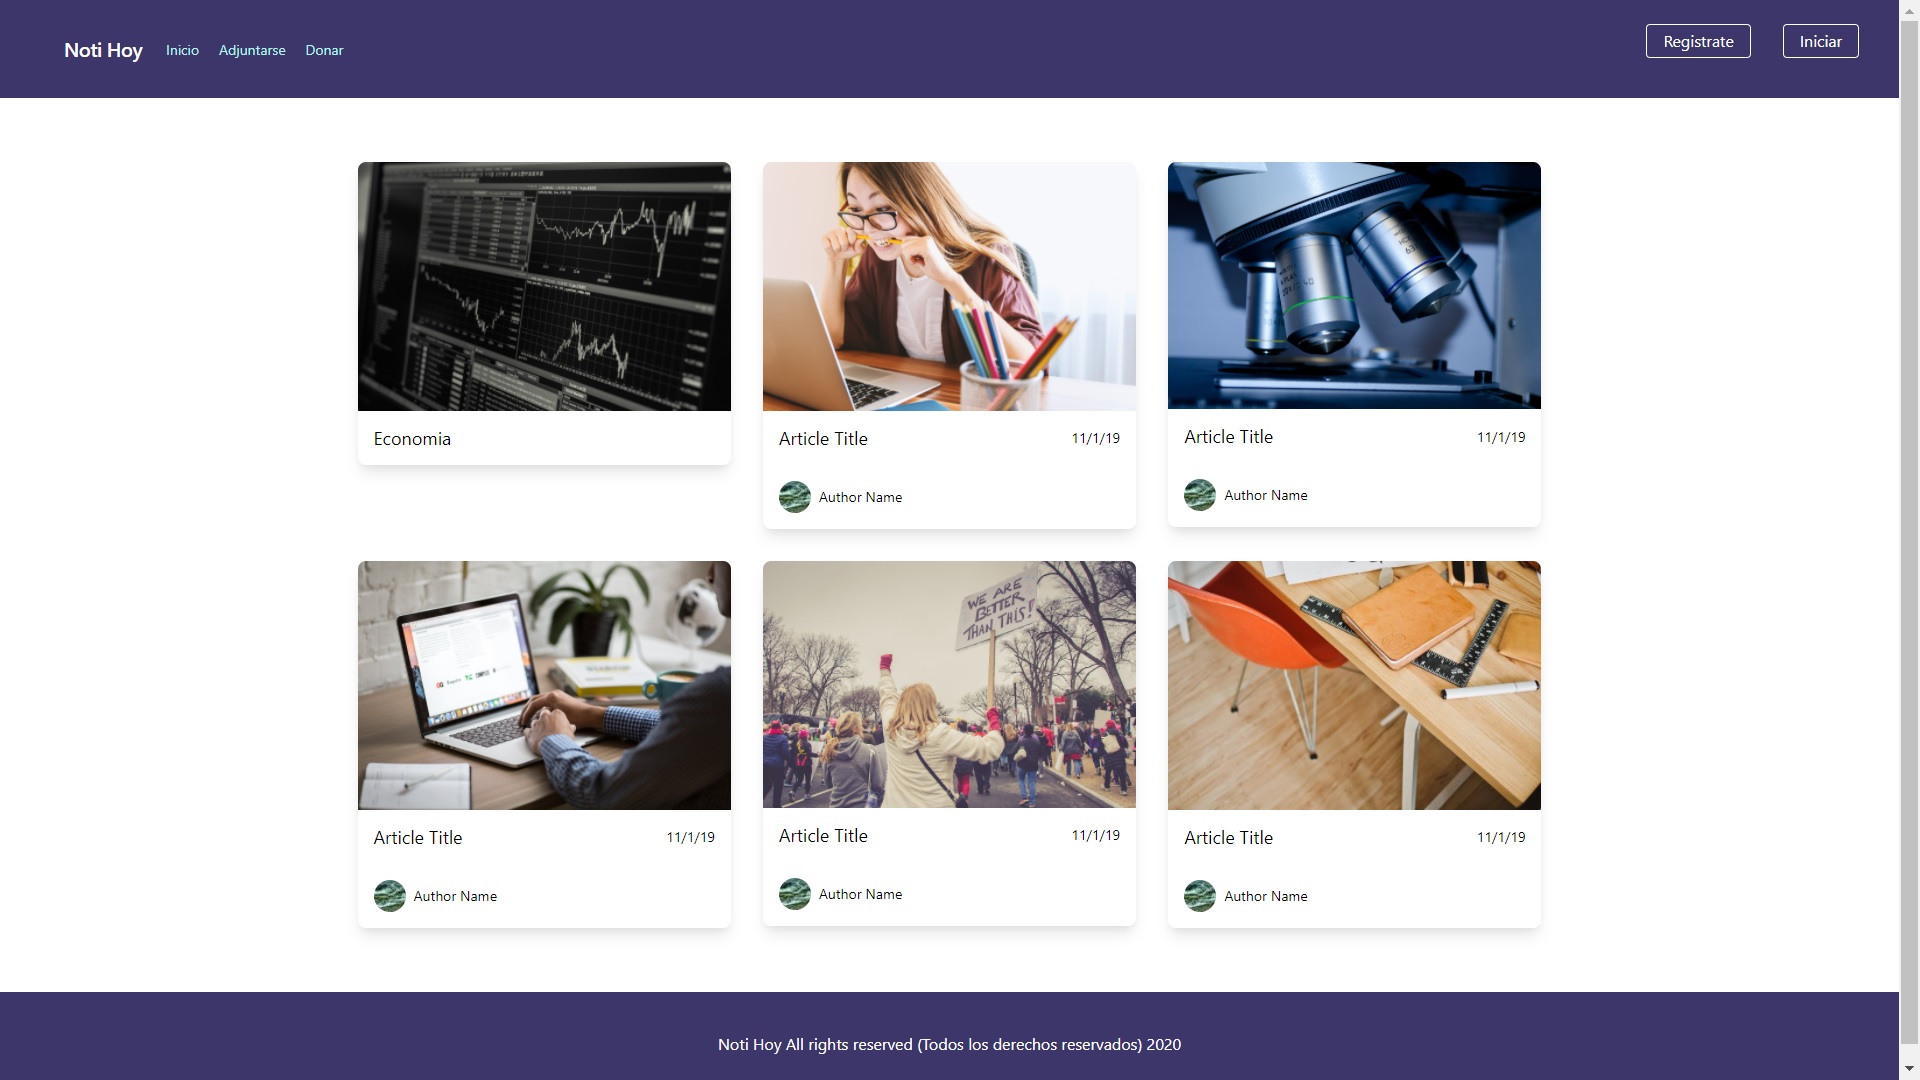 Noti Hoy Inicio Adjuntarse Donar Registrate Iniciar
Economia
Article Title 11/1/19
Author Name
Article Title 11/1/19
Author Name
WE ARE
BETTER
THAN THIS!
Article Title 11/1/19
Author Name
Article Title 11/1/19
Author Name
Article Title 11/1/19
Author Name
Noti Hoy All rights reserved (Todos los derechos reservados) 2020